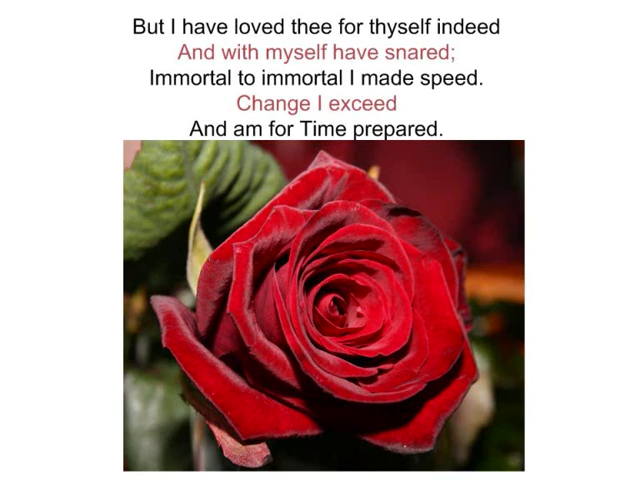 But I have loved thee for thyself indeed
And with myself have snared;
Immortal to immortal I made speed.
Change I exceed
And am for Time prepared.